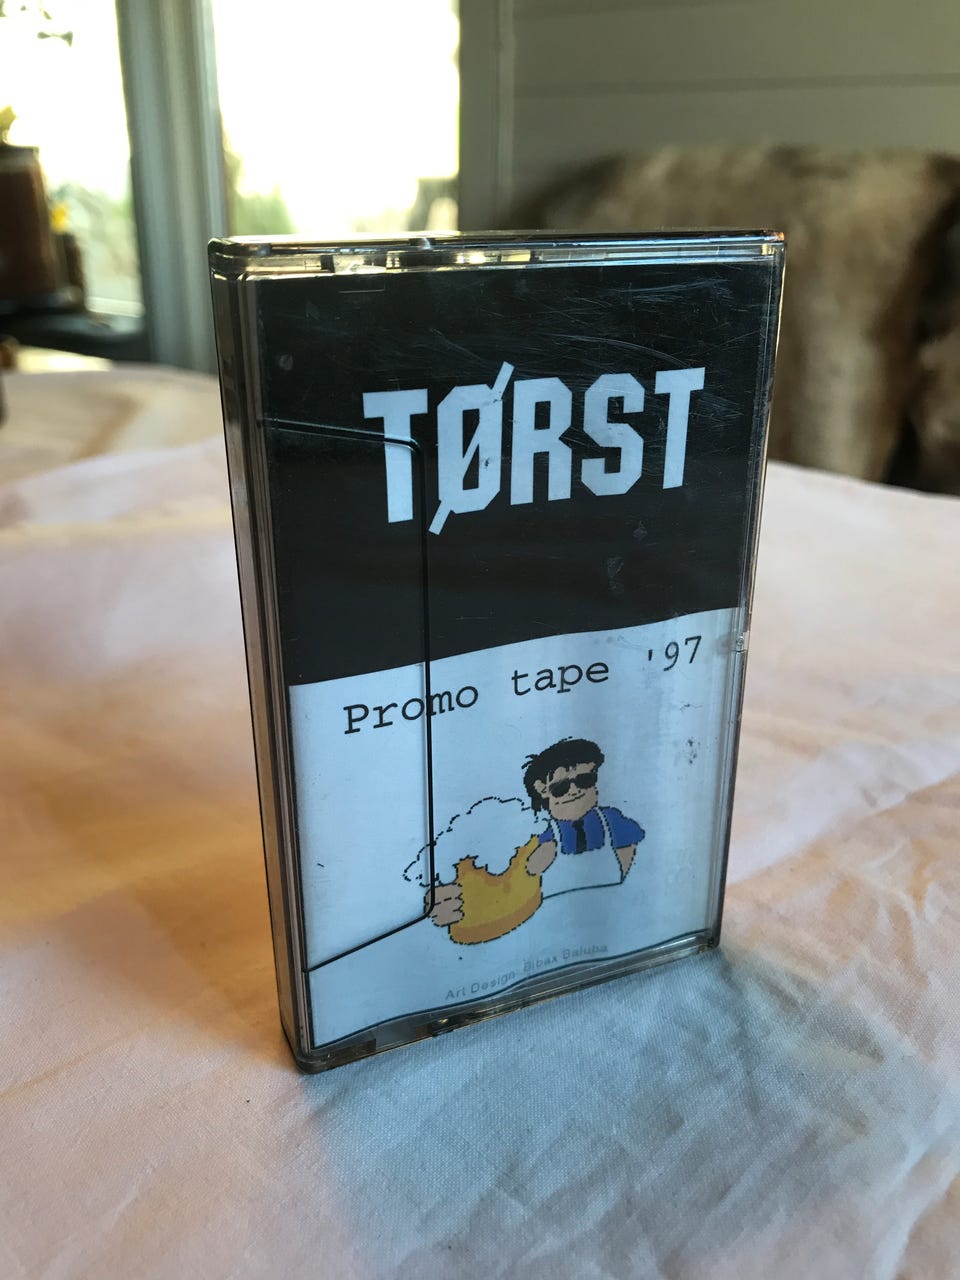 TØRST
Promo tape '97
Art Design Bibax Baluba